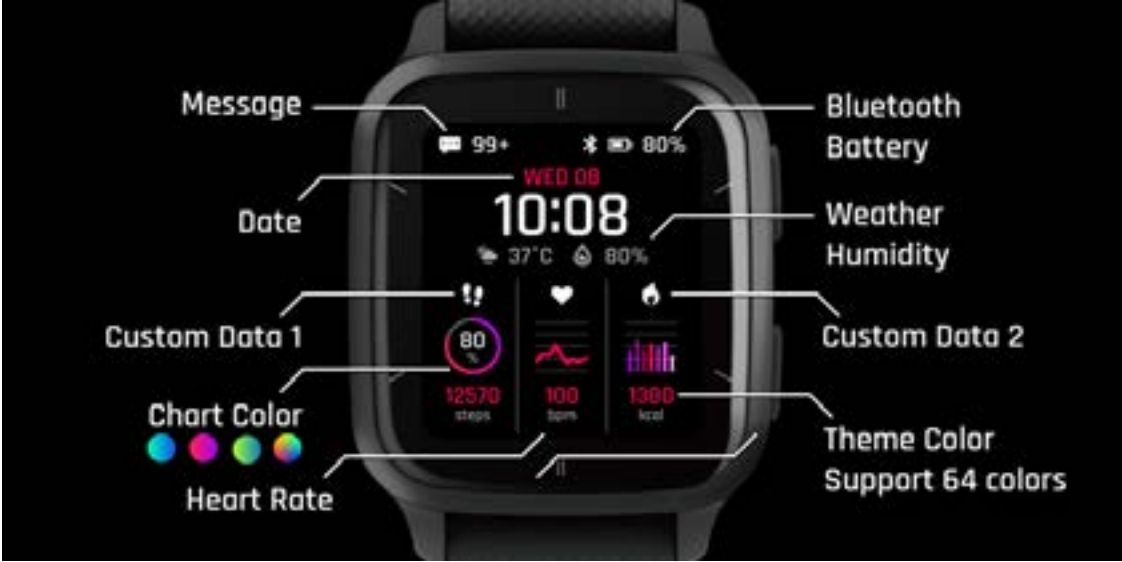 Message
Bluetooth
Battery
99+
80%
WED 08
Date
10:08
Weather
Humidity
37°C
80%
Custom Data 1
Custom Data 2
80
%
12570
steps
100
bpm
1380
kcal
Chart Color
Theme Color
Support 64 colors
Heart Rate